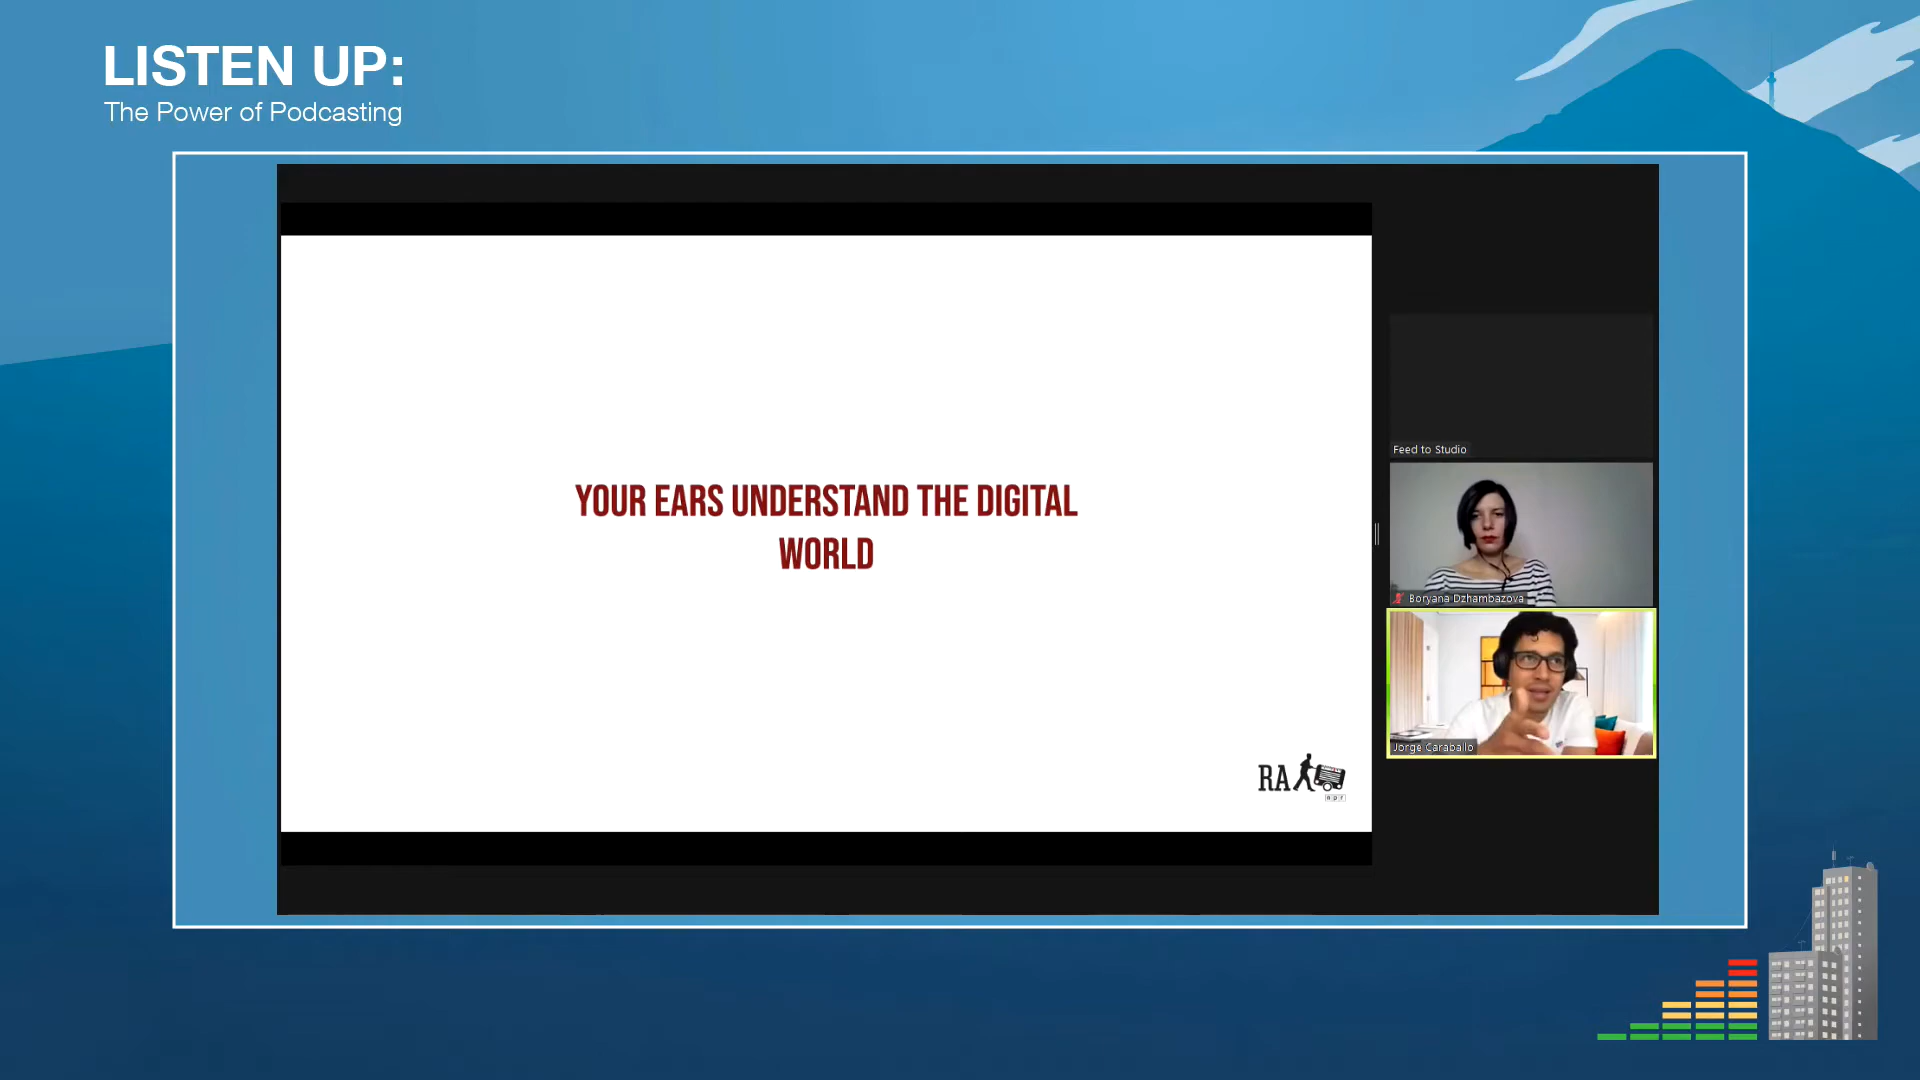 LISTEN UP:
The Power of Podcasting
YOUR EARS UNDERSTAND THE DIGITAL
WORLD
Feed to Studio
Boryana Dzhambazova
Jorge Caraballo
RA
npr